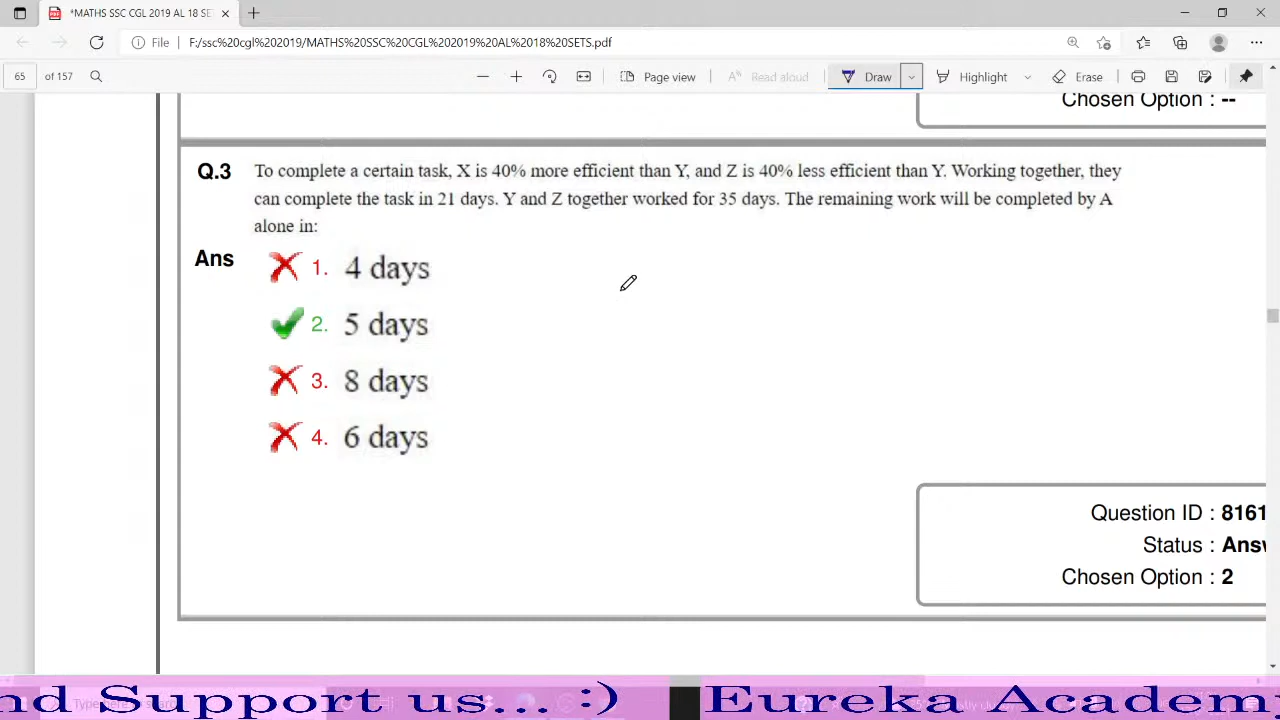 *MATHS SSC CGL 2019 AL 18 SE
File F:/ssc%20cgl%202019/MATHS%20SSC%20CGL%202019%20AL%2018%20SETS.pdf
65 of 157 Page view Read aloud Draw Highlight Erase
Chosen Option : --
Q.3 To complete a certain task, X is 40% more efficient than Y, and Z is 40% less efficient than Y. Working together, they
can complete the task in 21 days. Y and Z together worked for 35 days. The remaining work will be completed by A
alone in:
Ans
1. 4 days
2. 5 days
3. 8 days
4. 6 days
Question ID : 8161
Status : Answ
Chosen Option : 2
nd Support us... :) Eureka Academ